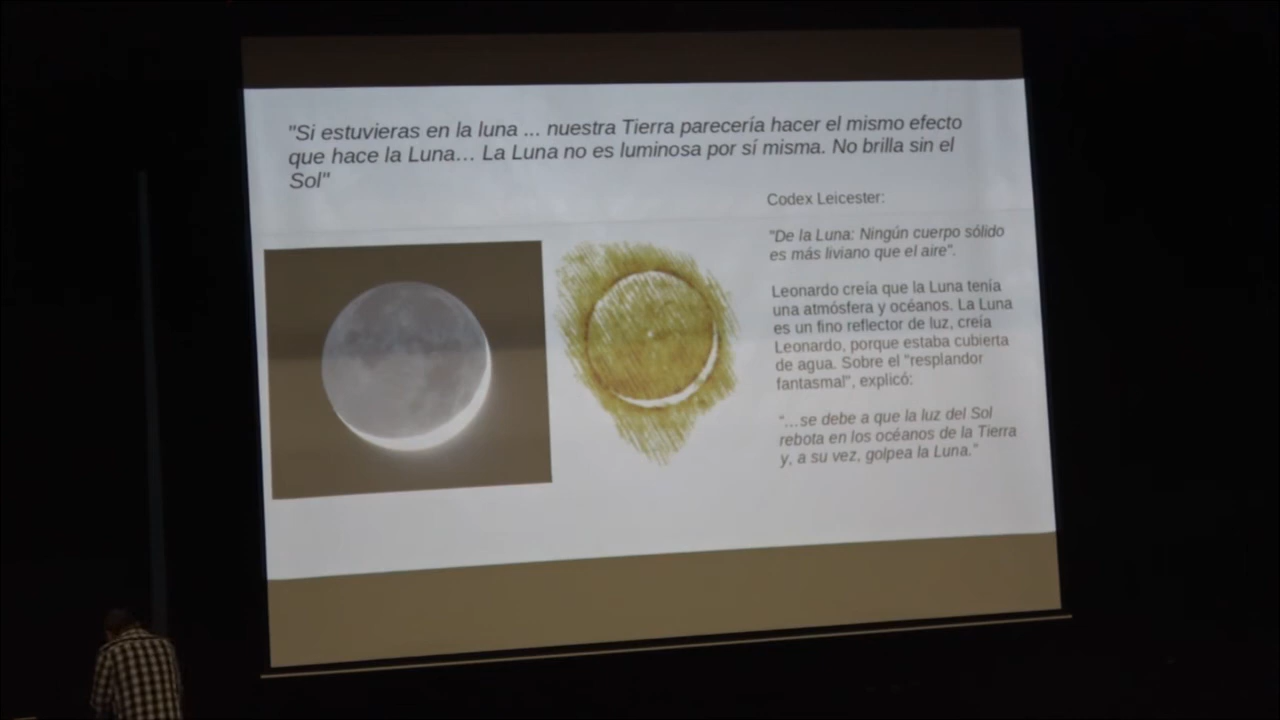 "Si estuvieras en la luna ... nuestra Tierra parecería hacer el mismo efecto
que hace la Luna… La Luna no es luminosa por sí misma. No brilla sin el
Sol"
Codex Leicester:
"De la Luna: Ningún cuerpo sólido
es más liviano que el aire".
Leonardo creía que la Luna tenía
una atmósfera y océanos. La Luna
es un fino reflector de luz, creía
Leonardo, porque estaba cubierta
de agua. Sobre el "resplandor
fantasmal", explicó:
“…se debe a que la luz del Sol
rebota en los océanos de la Tierra
y, a su vez, golpea la Luna.”